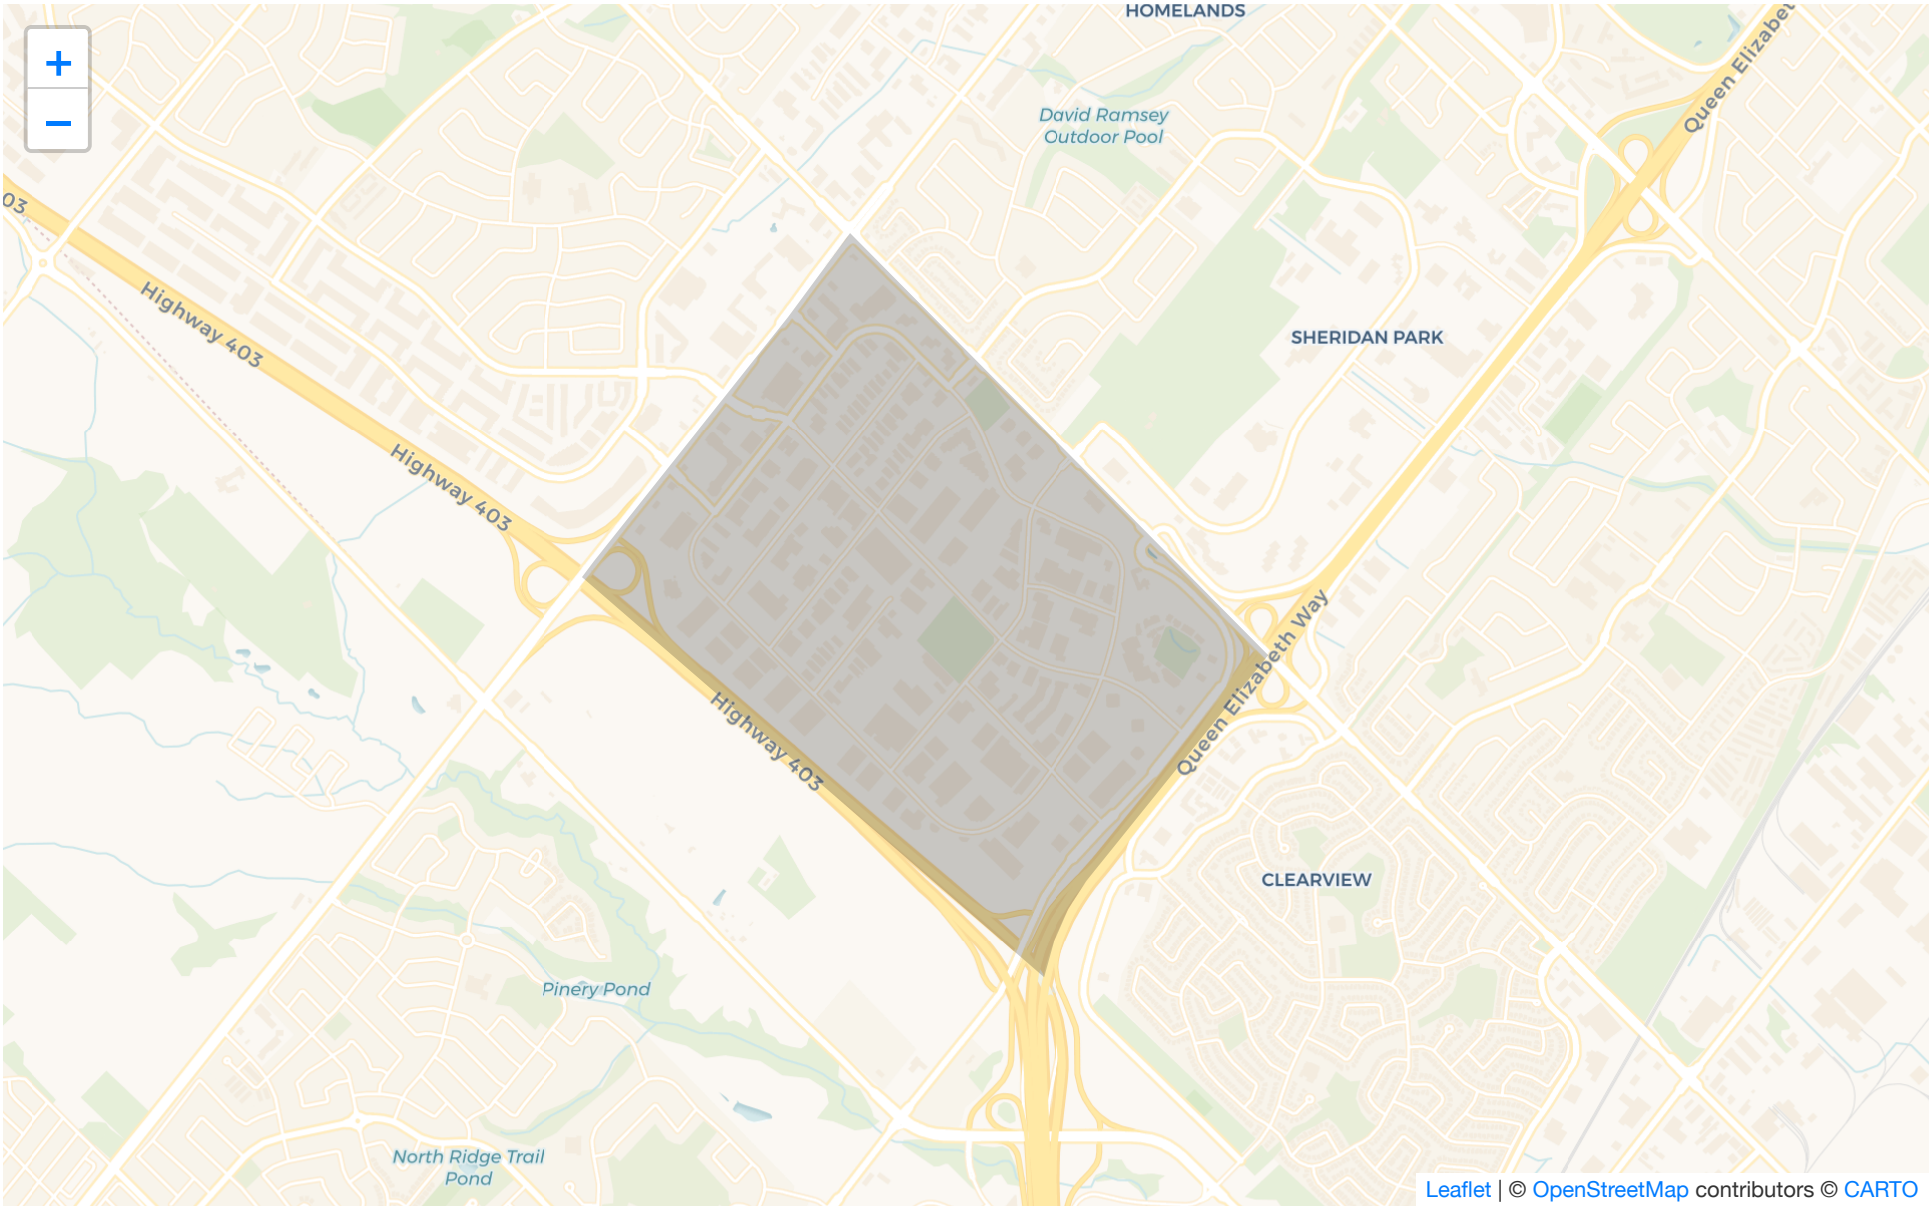 HOMELANDS
Queen Elizabet
+
−
David Ramsey
Outdoor Pool
03
Highway 403
SHERIDAN PARK
Highway 403
Queen Elizabeth Way
Highway 403
CLEARVIEW
Pinery Pond
North Ridge Trail
Pond
Leaflet | © OpenStreetMap contributors © CARTO